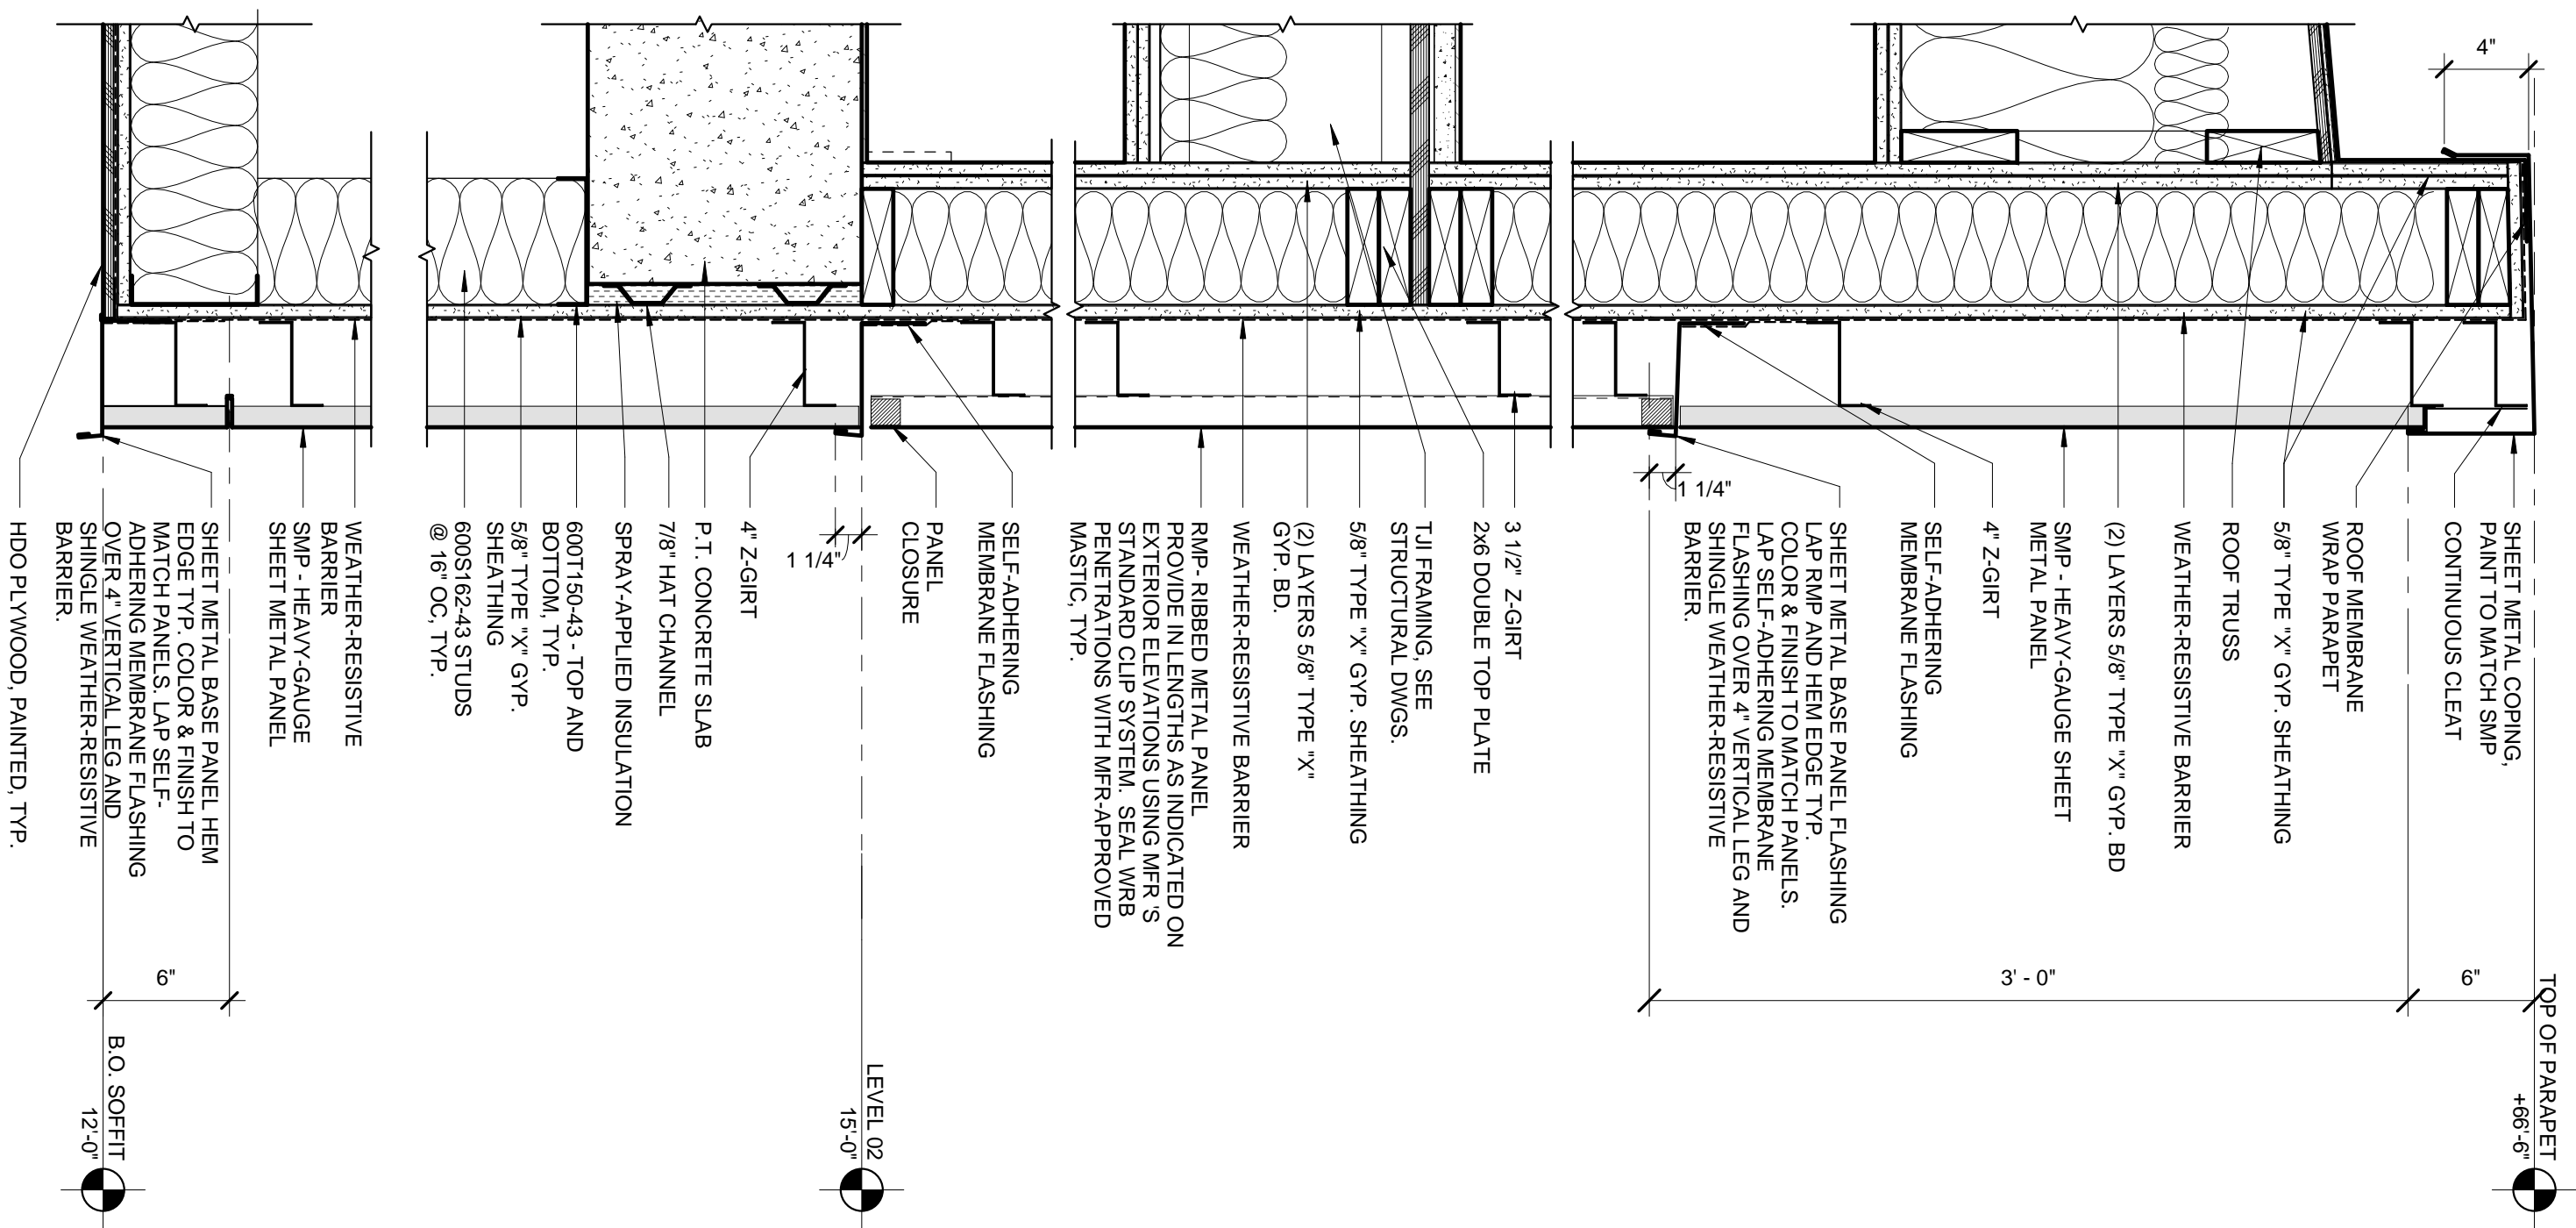 4"
SHEET METAL COPING,
PAINT TO MATCH SMP
CONTINUOUS CLEAT
ROOF MEMBRANE
WRAP PARAPET
5/8" TYPE "X" GYP. SHEATHING
ROOF TRUSS
WEATHER-RESISTIVE BARRIER
(2) LAYERS 5/8" TYPE "X" GYP. BD
SMP - HEAVY-GAUGE SHEET
METAL PANEL
4" Z-GIRT
SELF-ADHERING
MEMBRANE FLASHING
SHEET METAL BASE PANEL FLASHING
LAP RMP AND HEM EDGE TYP.
COLOR & FINISH TO MATCH PANELS.
LAP SELF-ADHERING MEMBRANE
FLASHING OVER 4" VERTICAL LEG AND
SHINGLE WEATHER-RESISTIVE
BARRIER.
1 1/4"
3 1/2" Z-GIRT
2x6 DOUBLE TOP PLATE
TJI FRAMING, SEE
STRUCTURAL DWGS.
5/8" TYPE "X" GYP. SHEATHING
(2) LAYERS 5/8" TYPE "X"
GYP. BD.
WEATHER-RESISTIVE BARRIER
RMP- RIBBED METAL PANEL
PROVIDE IN LENGTHS AS INDICATED ON
EXTERIOR ELEVATIONS USING MFR 'S
STANDARD CLIP SYSTEM. SEAL WRB
PENETRATIONS WITH MFR-APPROVED
MASTIC, TYP.
SELF-ADHERING
MEMBRANE FLASHING
PANEL
CLOSURE
1 1/4"
4" Z-GIRT
P.T. CONCRETE SLAB
7/8" HAT CHANNEL
SPRAY-APPLIED INSULATION
600T150-43 - TOP AND
BOTTOM, TYP.
5/8" TYPE "X" GYP.
SHEATHING
600S162-43 STUDS
@ 16" OC, TYP.
WEATHER-RESISTIVE
BARRIER
SMP - HEAVY-GAUGE
SHEET METAL PANEL
SHEET METAL BASE PANEL HEM
EDGE TYP. COLOR & FINISH TO
MATCH PANELS. LAP SELF-
ADHERING MEMBRANE FLASHING
OVER 4" VERTICAL LEG AND
SHINGLE WEATHER-RESISTIVE
BARRIER.
HDO PLYWOOD, PAINTED, TYP.
6"
3' - 0"
6"
TOP OF PARAPET
+66'-6"
LEVEL 02
15'-0"
B.O. SOFFIT
12'-0"